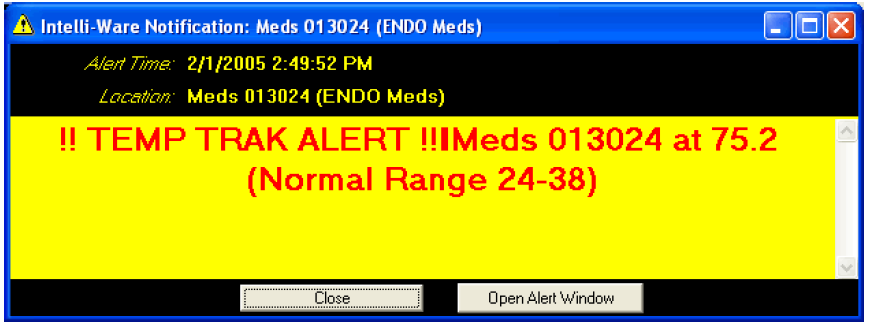 Intelli-Ware Notification: Meds 013024 (ENDO Meds)
Alert Time: 2/1/2005 2:49:52 PM
Location: Meds 013024 (ENDO Meds)
!! TEMP TRAK ALERT !!|Meds 013024 at 75.2
(Normal Range 24-38)
Close Open Alert Window